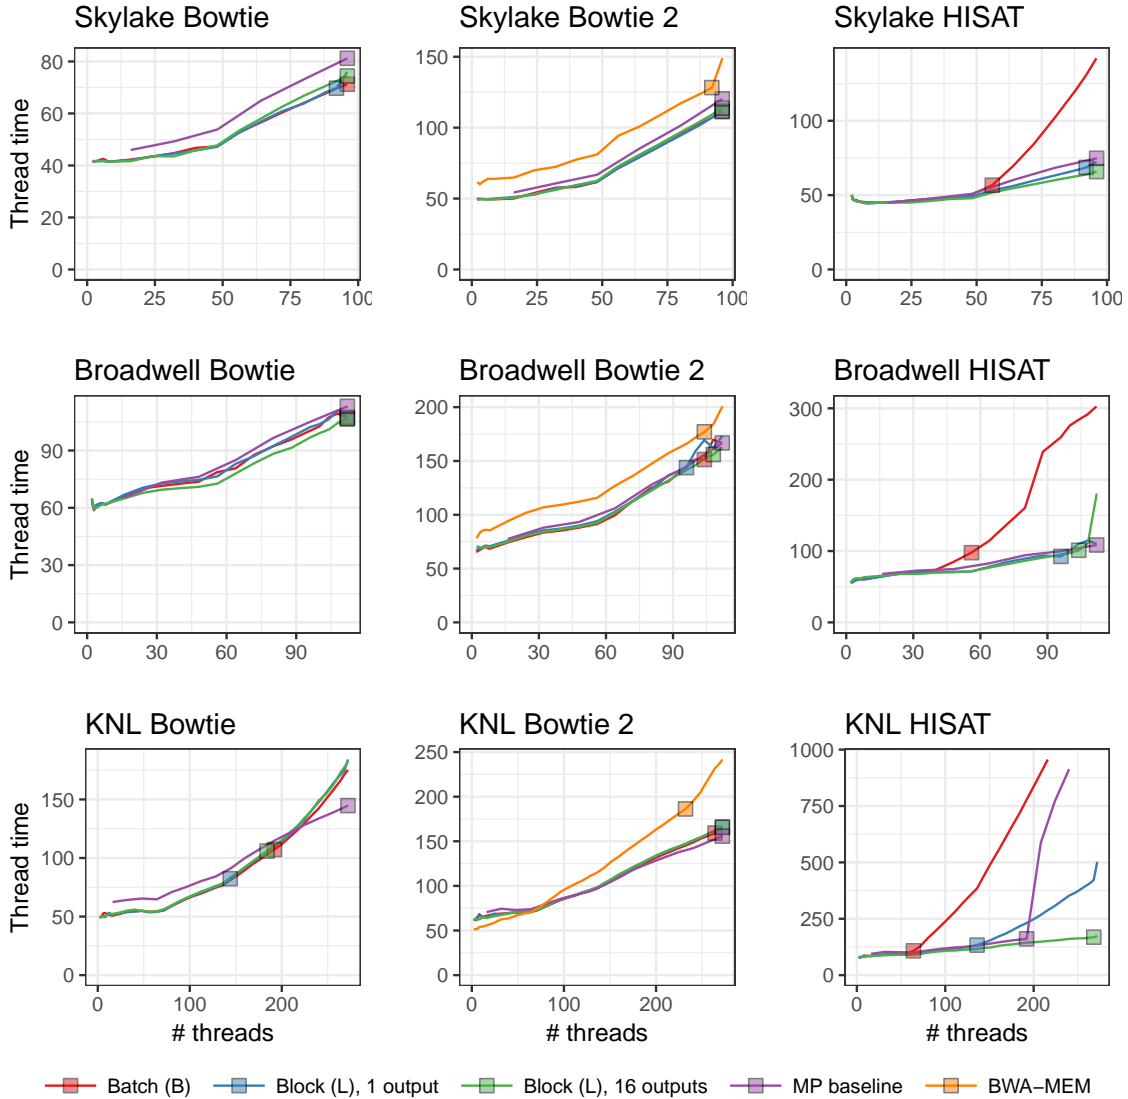 Skylake Bowtie
Skylake Bowtie 2
Skylake HISAT
Thread time
80
60
40
20
0
0 25 50 75 100
150
100
50
0
0 25 50 75 100
100
50
0
0 25 50 75 100
Broadwell Bowtie
Broadwell Bowtie 2
Broadwell HISAT
Thread time
90
60
30
0
0 30 60 90
200
150
100
50
0
0 30 60 90
300
200
100
0
0 30 60 90
KNL Bowtie
KNL Bowtie 2
KNL HISAT
Thread time
150
100
50
0
0 100 200
# threads
250
200
150
100
50
0
0 100 200
# threads
1000
750
500
250
0
0 100 200
# threads
Batch (B) Block (L), 1 output Block (L), 16 outputs MP baseline BWA−MEM